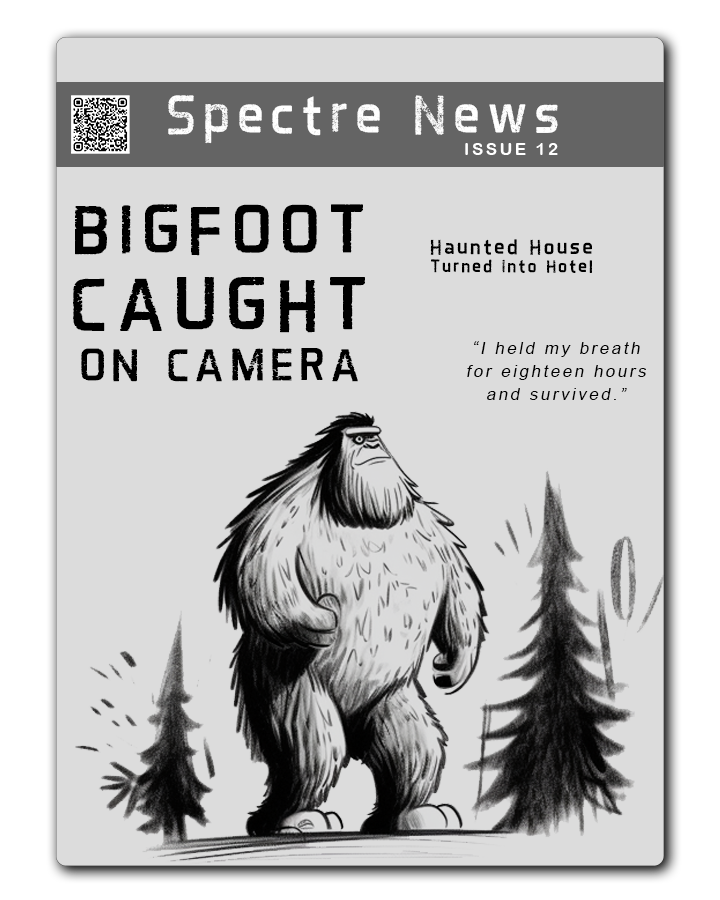 Spectre News
ISSUE 12
BIGFOOT
CAUGHT
ON CAMERA
Haunted House
Turned into Hotel
“I held my breath
for eighteen hours
and survived.”